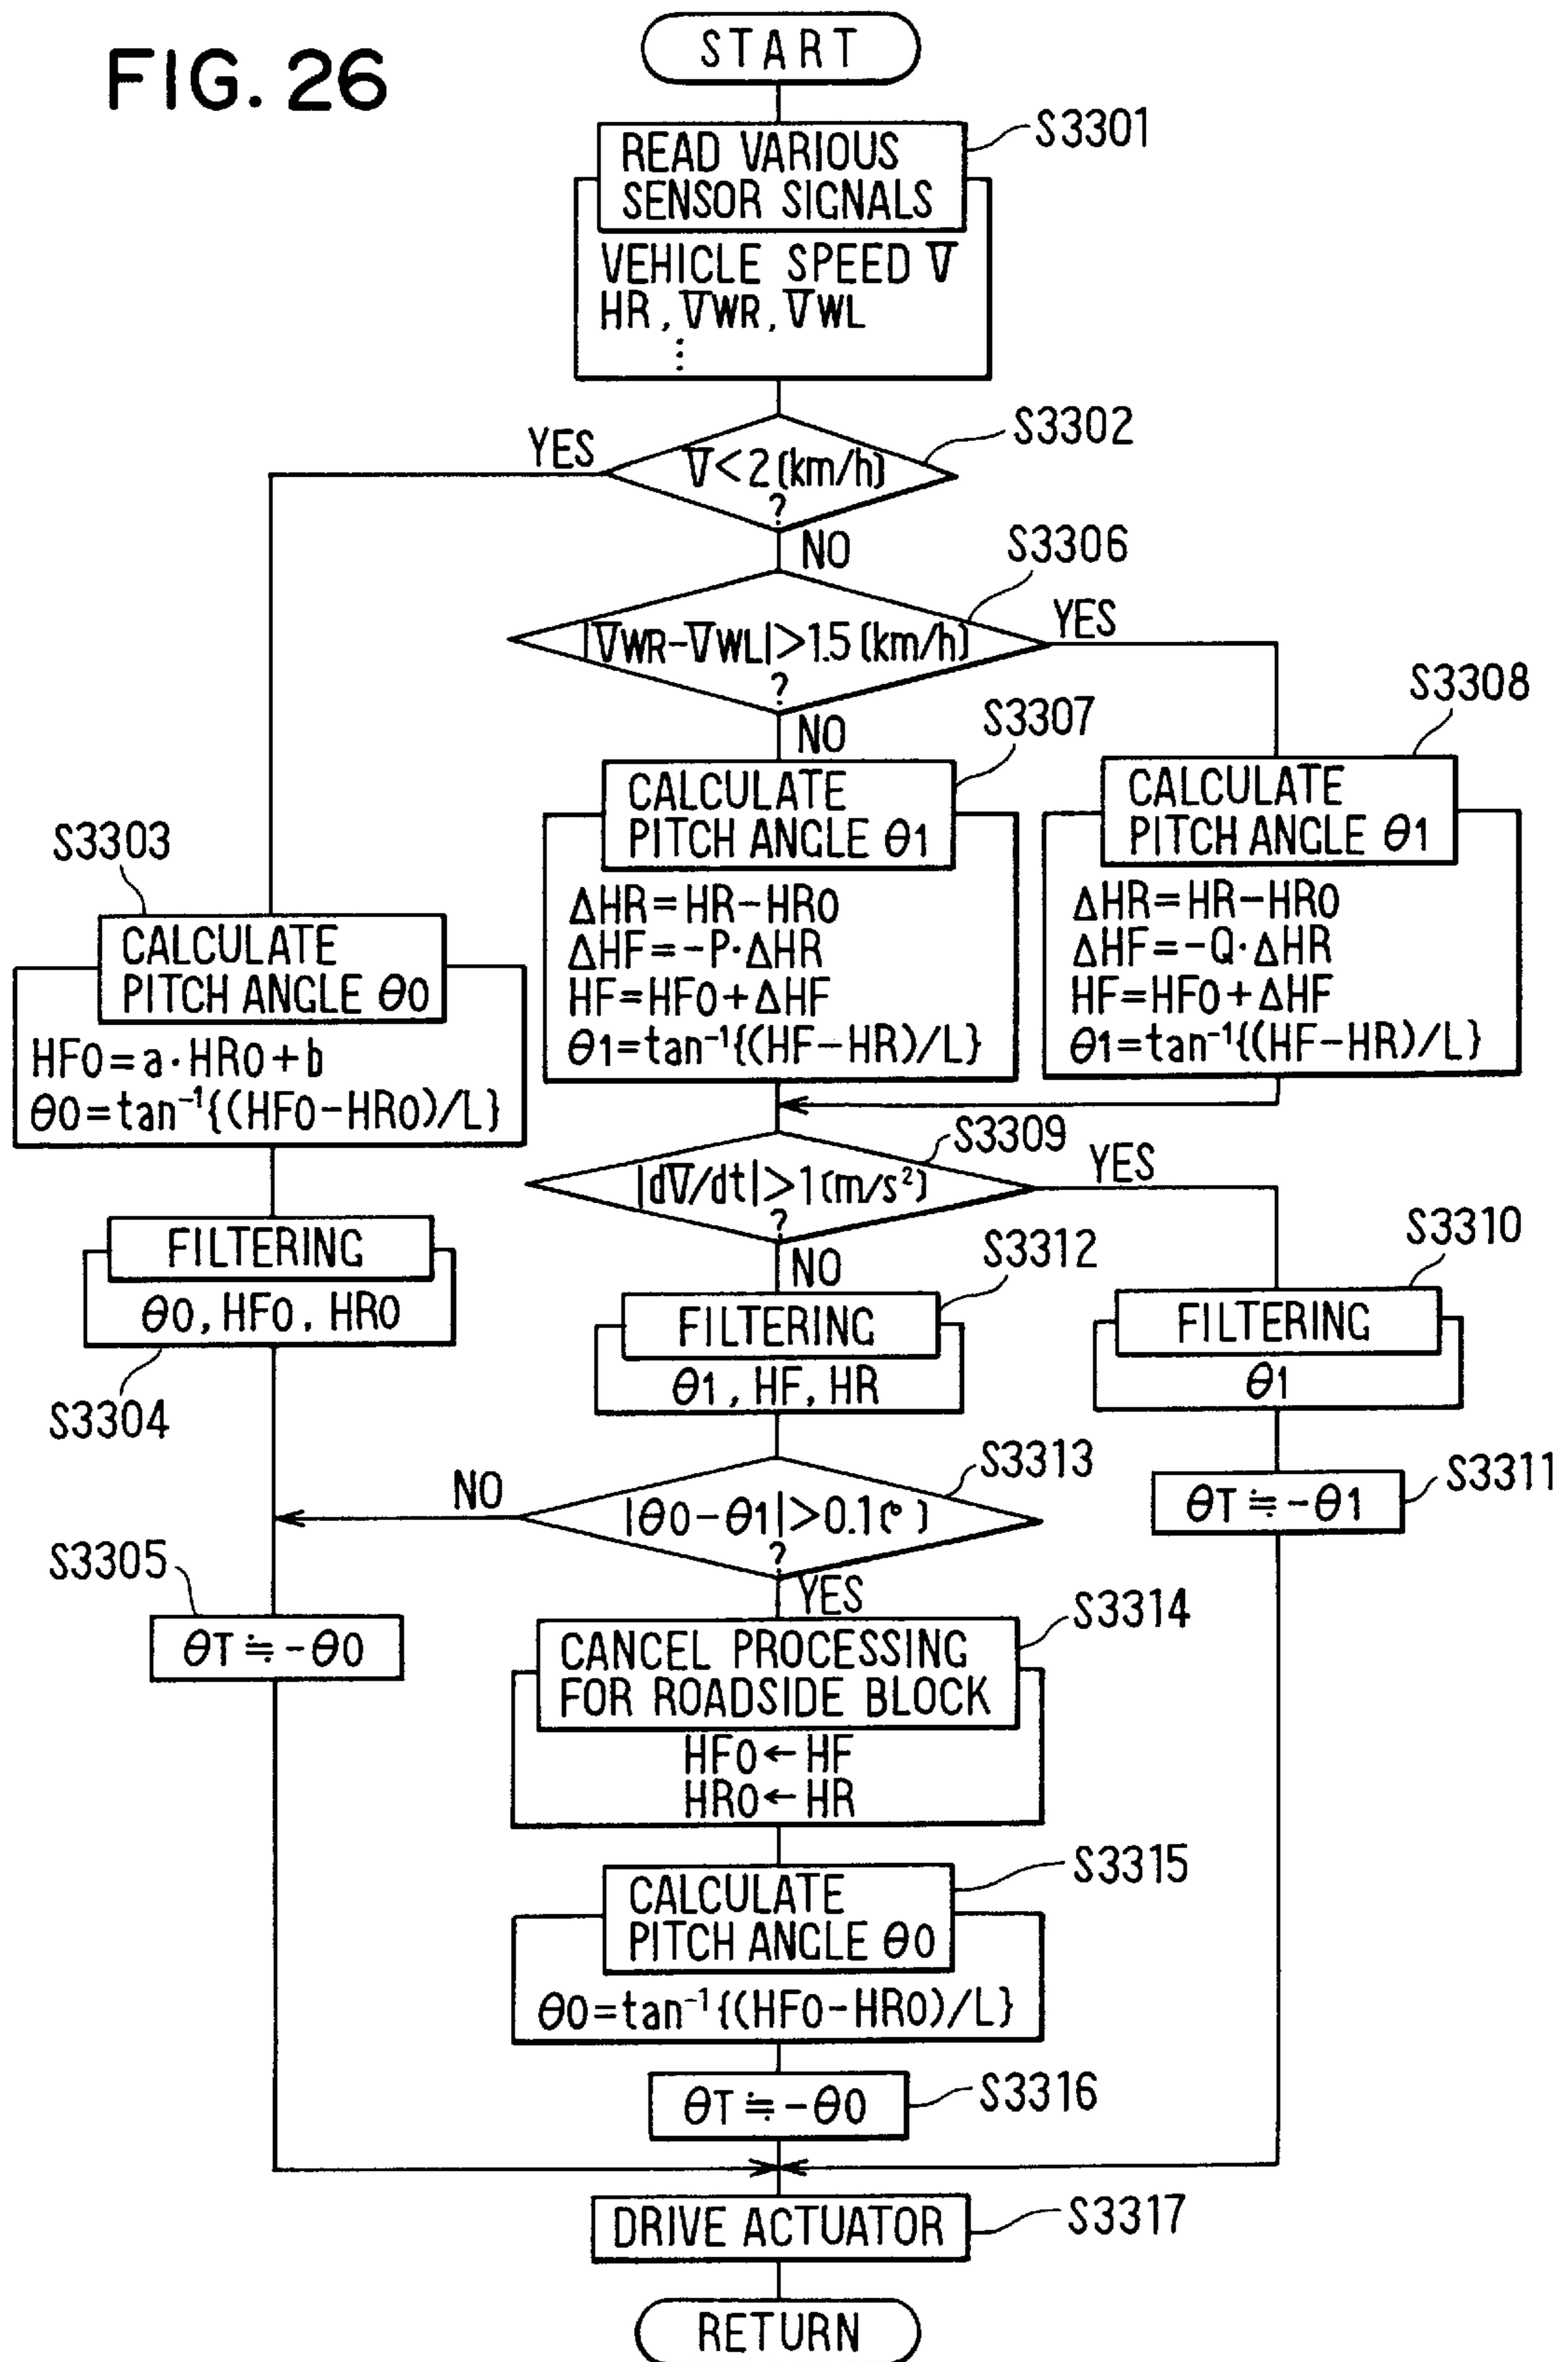 FIG. 26
START
S3301
READ VARIOUS
SENSOR SIGNALS
VEHICLE SPEED V
HR, VWR, VWL
⋮
S3302
YES
V<2 (km/h)
?
NO
S3306
|VWR-VWL|>1.5 (km/h)
?
YES
NO
S3307
CALCULATE
PITCH ANGLE θ1
ΔHR=HR-HR0
ΔHF=-P·ΔHR
HF=HF0+ΔHF
θ1=tan⁻¹{(HF-HR)/L}
S3308
CALCULATE
PITCH ANGLE θ1
ΔHR=HR-HR0
ΔHF=-Q·ΔHR
HF=HF0+ΔHF
θ1=tan⁻¹{(HF-HR)/L}
S3303
CALCULATE
PITCH ANGLE θ0
HF0=a·HR0+b
θ0=tan⁻¹{(HF0-HR0)/L}
FILTERING
θ0, HF0, HR0
S3304
S3309
|dV/dt|>1 (m/s²)
?
YES
NO
S3312
FILTERING
θ1, HF, HR
S3310
FILTERING
θ1
S3311
θT≒-θ1
S3313
|θ0-θ1|>0.1 (°)
?
NO
YES
S3305
θT≒-θ0
S3314
CANCEL PROCESSING
FOR ROADSIDE BLOCK
HF0←HF
HR0←HR
S3315
CALCULATE
PITCH ANGLE θ0
θ0=tan⁻¹{(HF0-HR0)/L}
S3316
θT≒-θ0
S3317
DRIVE ACTUATOR
RETURN